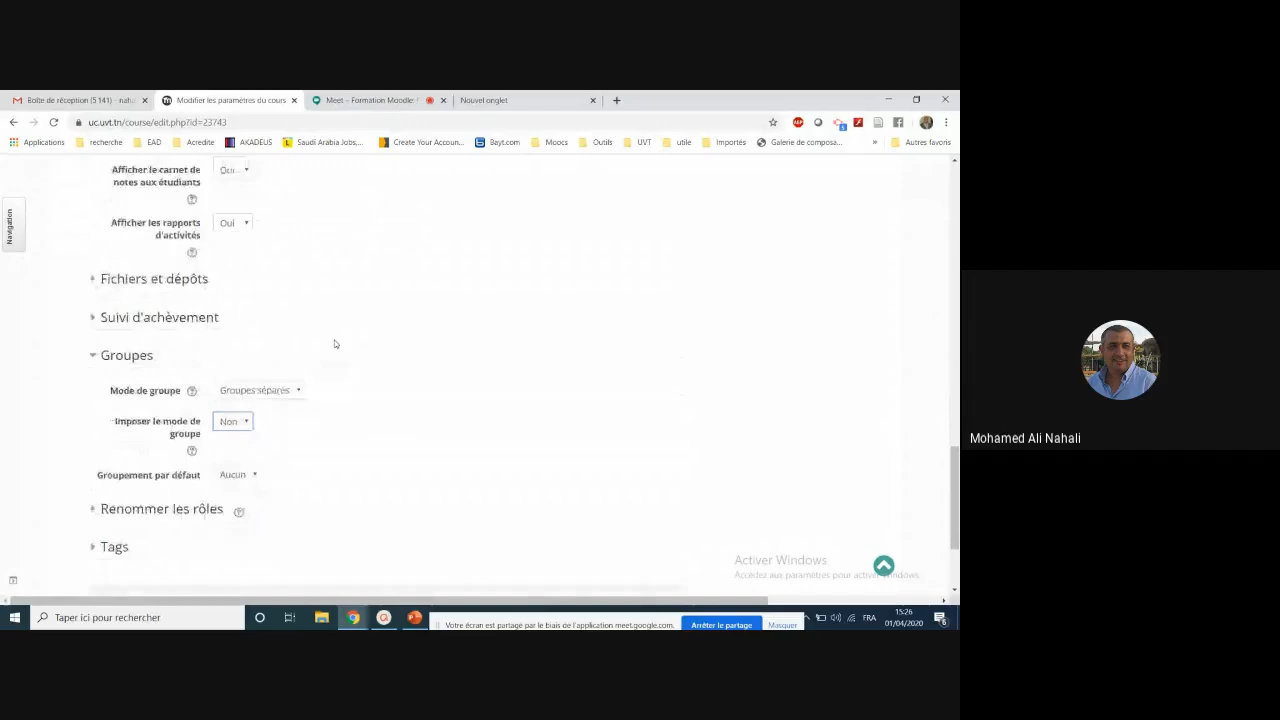 Boîte de réception (5 141) - naha
Modifier les paramètres du cours
Meet – Formation Moodle:
Nouvel onglet
uc.uvt.tn/course/edit.php?id=23743
Applications
recherche
EAD
Acredite
AKADEUS
Saudi Arabia Jobs,...
Create Your Accoun...
Bayt.com
Moocs
Outils
UVT
utile
Importés
Galerie de composa...
»
Autres favoris
Navigation
Afficher le carnet de
notes aux étudiants
Oui
Afficher les rapports
d'activités
Oui
Fichiers et dépôts
Suivi d'achèvement
Groupes
Mode de groupe
Groupes séparés
Imposer le mode de
groupe
Non
Groupement par défaut
Aucun
Renommer les rôles
Tags
Activer Windows
Accédez aux paramètres pour activer Windows.
Taper ici pour rechercher
Votre écran est partagé par le biais de l'application meet.google.com.
Arrêter le partage
Masquer
FRA
15:26
01/04/2020
6
Mohamed Ali Nahali